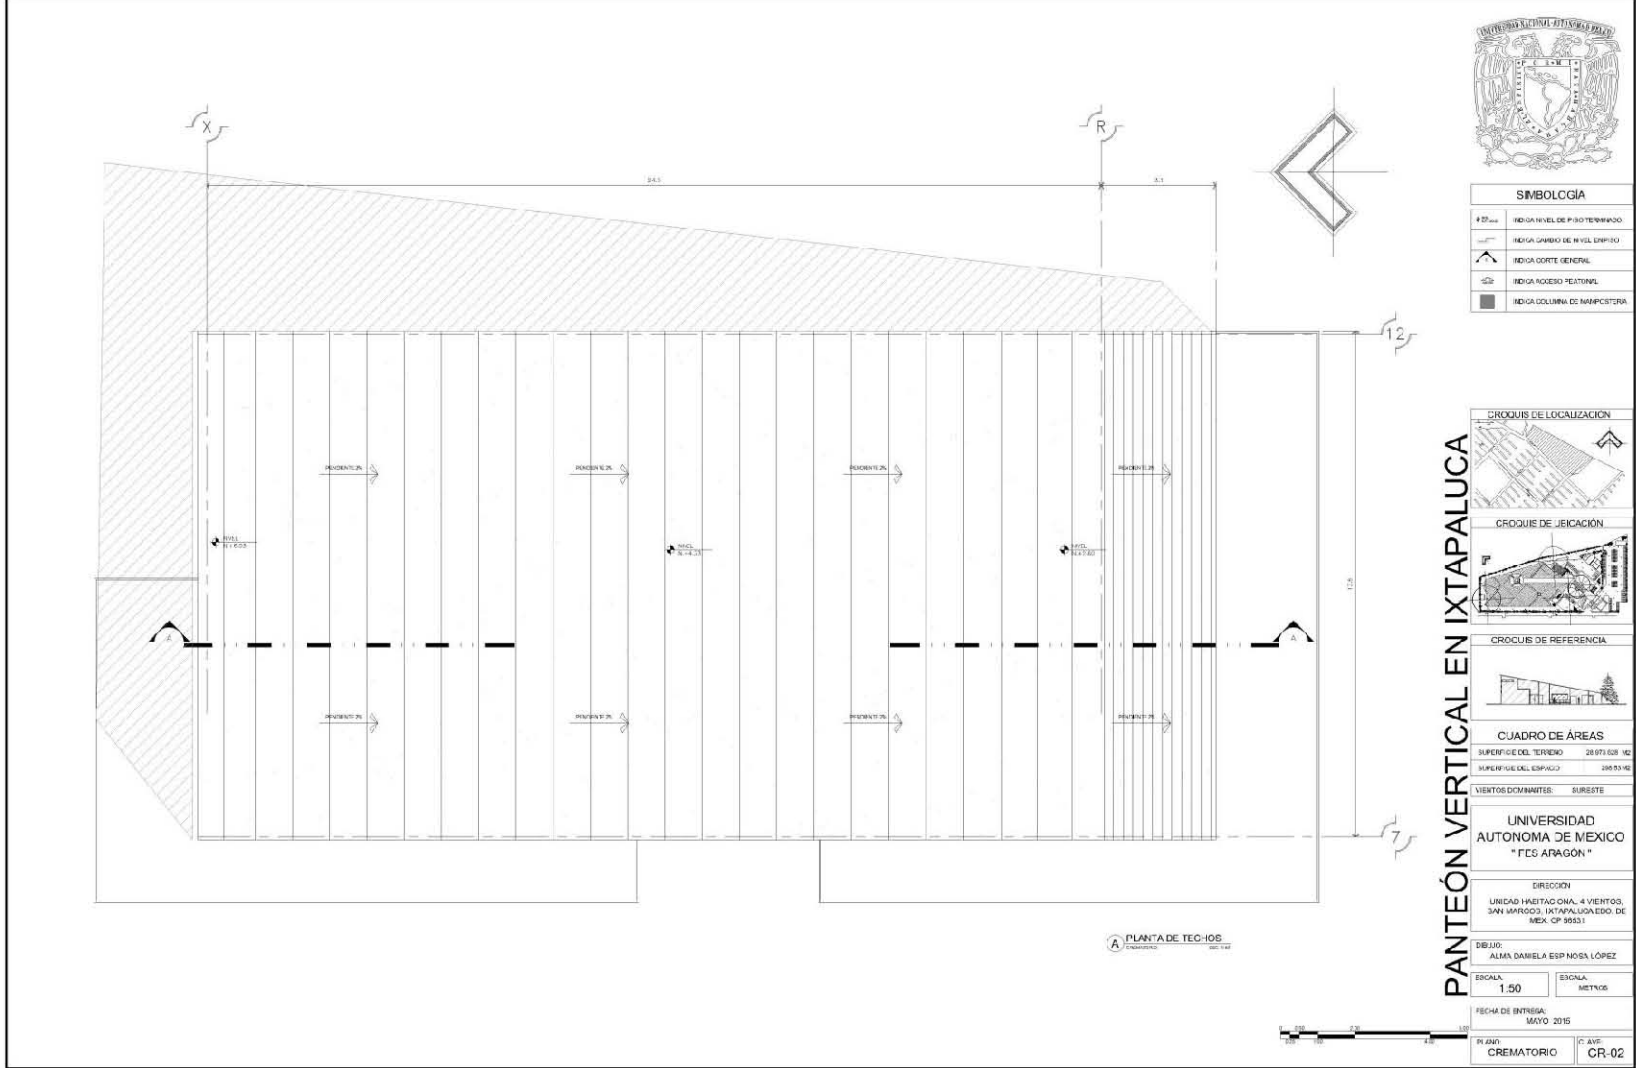 X
R
12
7
PENDIENTE 2%
PENDIENTE 2%
PENDIENTE 2%
PENDIENTE 2%
NIVEL
NIVEL
NIVEL
A
A
PENDIENTE 2%
PENDIENTE 2%
PENDIENTE 2%
PENDIENTE 2%
A PLANTA DE TECHOS
PANTEÓN VERTICAL EN IXTAPALUCA
SIMBOLOGÍA
INDICA NIVEL DE PISO TERMINADO
INDICA CAMBIO DE NIVEL EN PISO
INDICA CORTE GENERAL
INDICA ACCESO PEATONAL
INDICA COLUMNA DE MAMPOSTERIA
CROQUIS DE LOCALIZACIÓN
CROQUIS DE UBICACIÓN
CROQUIS DE REFERENCIA
CUADRO DE ÁREAS
SUPERFICIE DEL TERRENO
SUPERFICIE DEL ESPACIO
VIENTOS DOMINANTES: SURESTE
UNIVERSIDAD
AUTONOMA DE MEXICO
" FES ARAGÓN "
DIRECCIÓN
UNIDAD HABITACIONAL 4 VIENTOS,
SAN MARCOS, IXTAPALUCA EDO. DE
MEX. CP
DIBUJO:
ALMA DANIELA ESPINOSA LÓPEZ
ESCALA:
1:50
ESCALA:
METROS
FECHA DE ENTREGA:
MAYO 2015
PLANO:
CREMATORIO
CLAVE:
CR-02